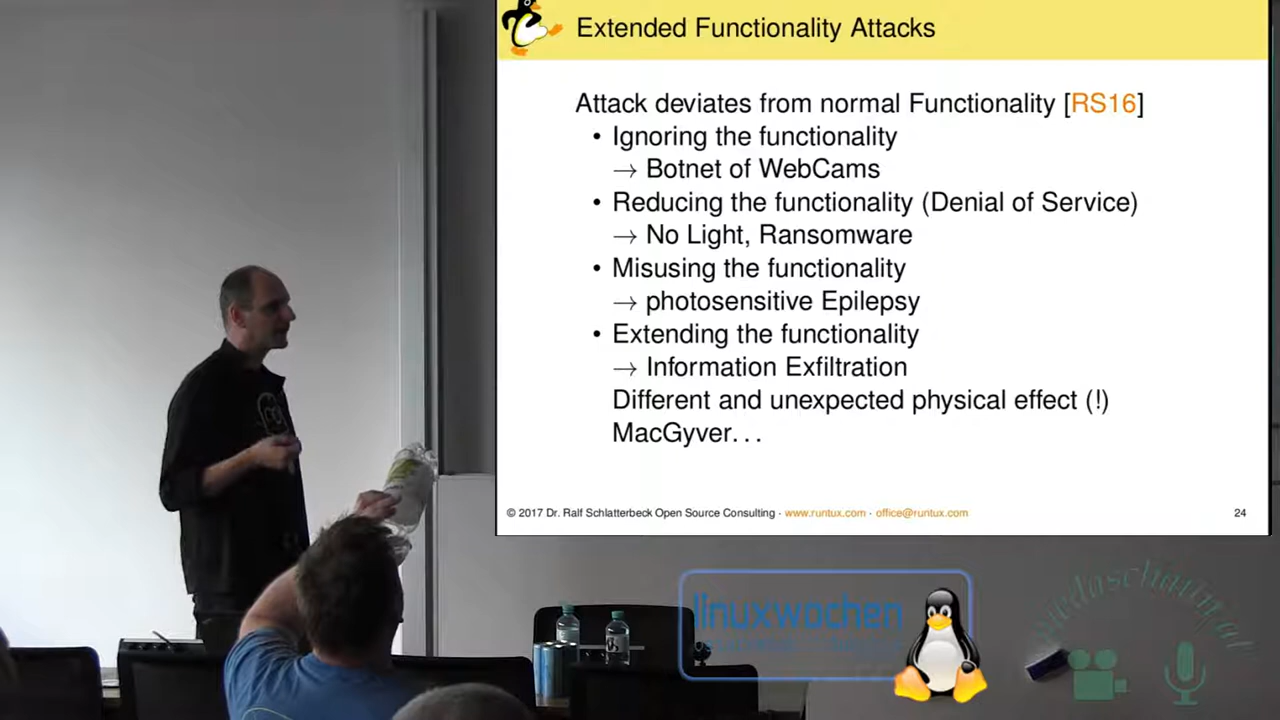 Extended Functionality Attacks
Attack deviates from normal Functionality [RS16]
• Ignoring the functionality
→ Botnet of WebCams
• Reducing the functionality (Denial of Service)
→ No Light, Ransomware
• Misusing the functionality
→ photosensitive Epilepsy
• Extending the functionality
→ Information Exfiltration
Different and unexpected physical effect (!)
MacGyver...
© 2017 Dr. Ralf Schlatterbeck Open Source Consulting · www.runtux.com · office@runtux.com
24
linuxwochen